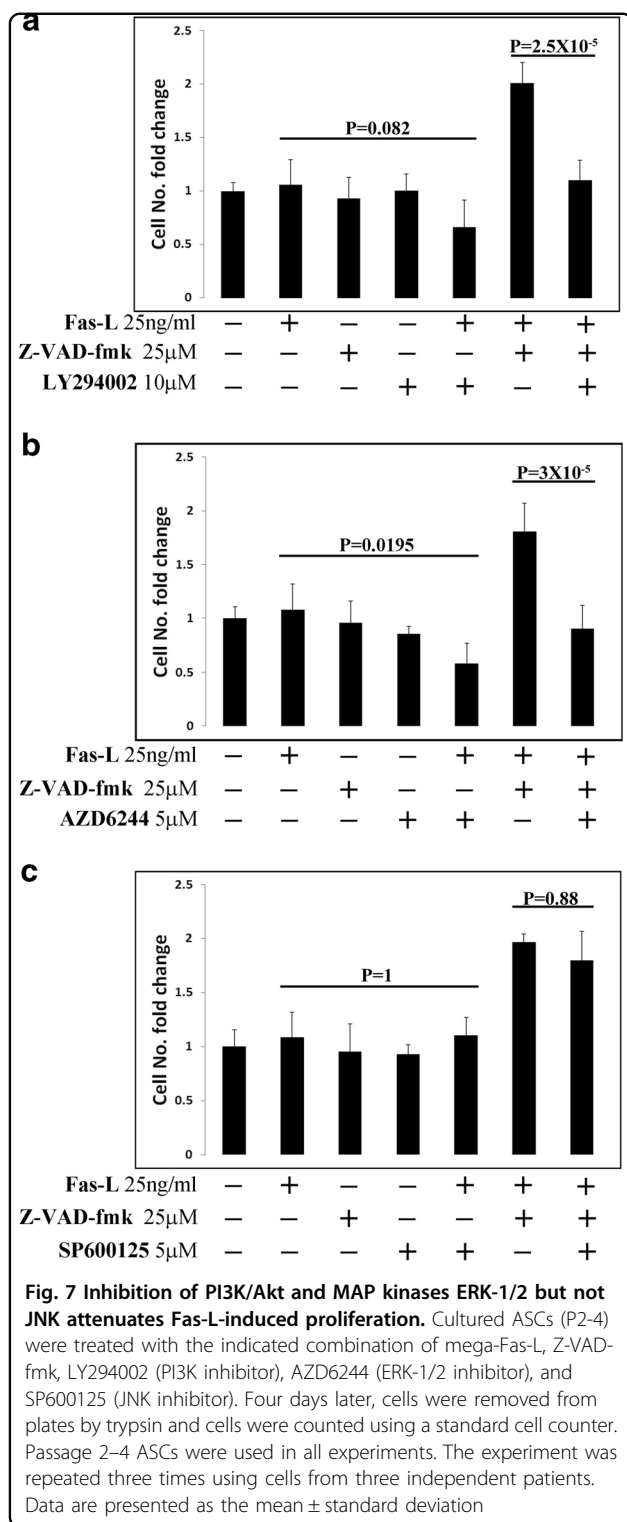 a
P=2.5X10⁻⁵
P=0.082
Cell No. fold change
2.5
2
1.5
1
0.5
0
Fas-L 25ng/ml − + − − + + +
Z-VAD-fmk 25μM − − + − − + +
LY294002 10μM − − − + + − +
b
P=3X10⁻⁵
P=0.0195
Cell No. fold change
2.5
2
1.5
1
0.5
0
Fas-L 25ng/ml − + − − + + +
Z-VAD-fmk 25μM − − + − − + +
AZD6244 5μM − − − + + − +
c
P=0.88
P=1
Cell No. fold change
2.5
2
1.5
1
0.5
0
Fas-L 25ng/ml − + − − + + +
Z-VAD-fmk 25μM − − + − − + +
SP600125 5μM − − − + + − +
Fig. 7 Inhibition of PI3K/Akt and MAP kinases ERK-1/2 but not
JNK attenuates Fas-L-induced proliferation. Cultured ASCs (P2-4)
were treated with the indicated combination of mega-Fas-L, Z-VAD-
fmk, LY294002 (PI3K inhibitor), AZD6244 (ERK-1/2 inhibitor), and
SP600125 (JNK inhibitor). Four days later, cells were removed from
plates by trypsin and cells were counted using a standard cell counter.
Passage 2–4 ASCs were used in all experiments. The experiment was
repeated three times using cells from three independent patients.
Data are presented as the mean ± standard deviation